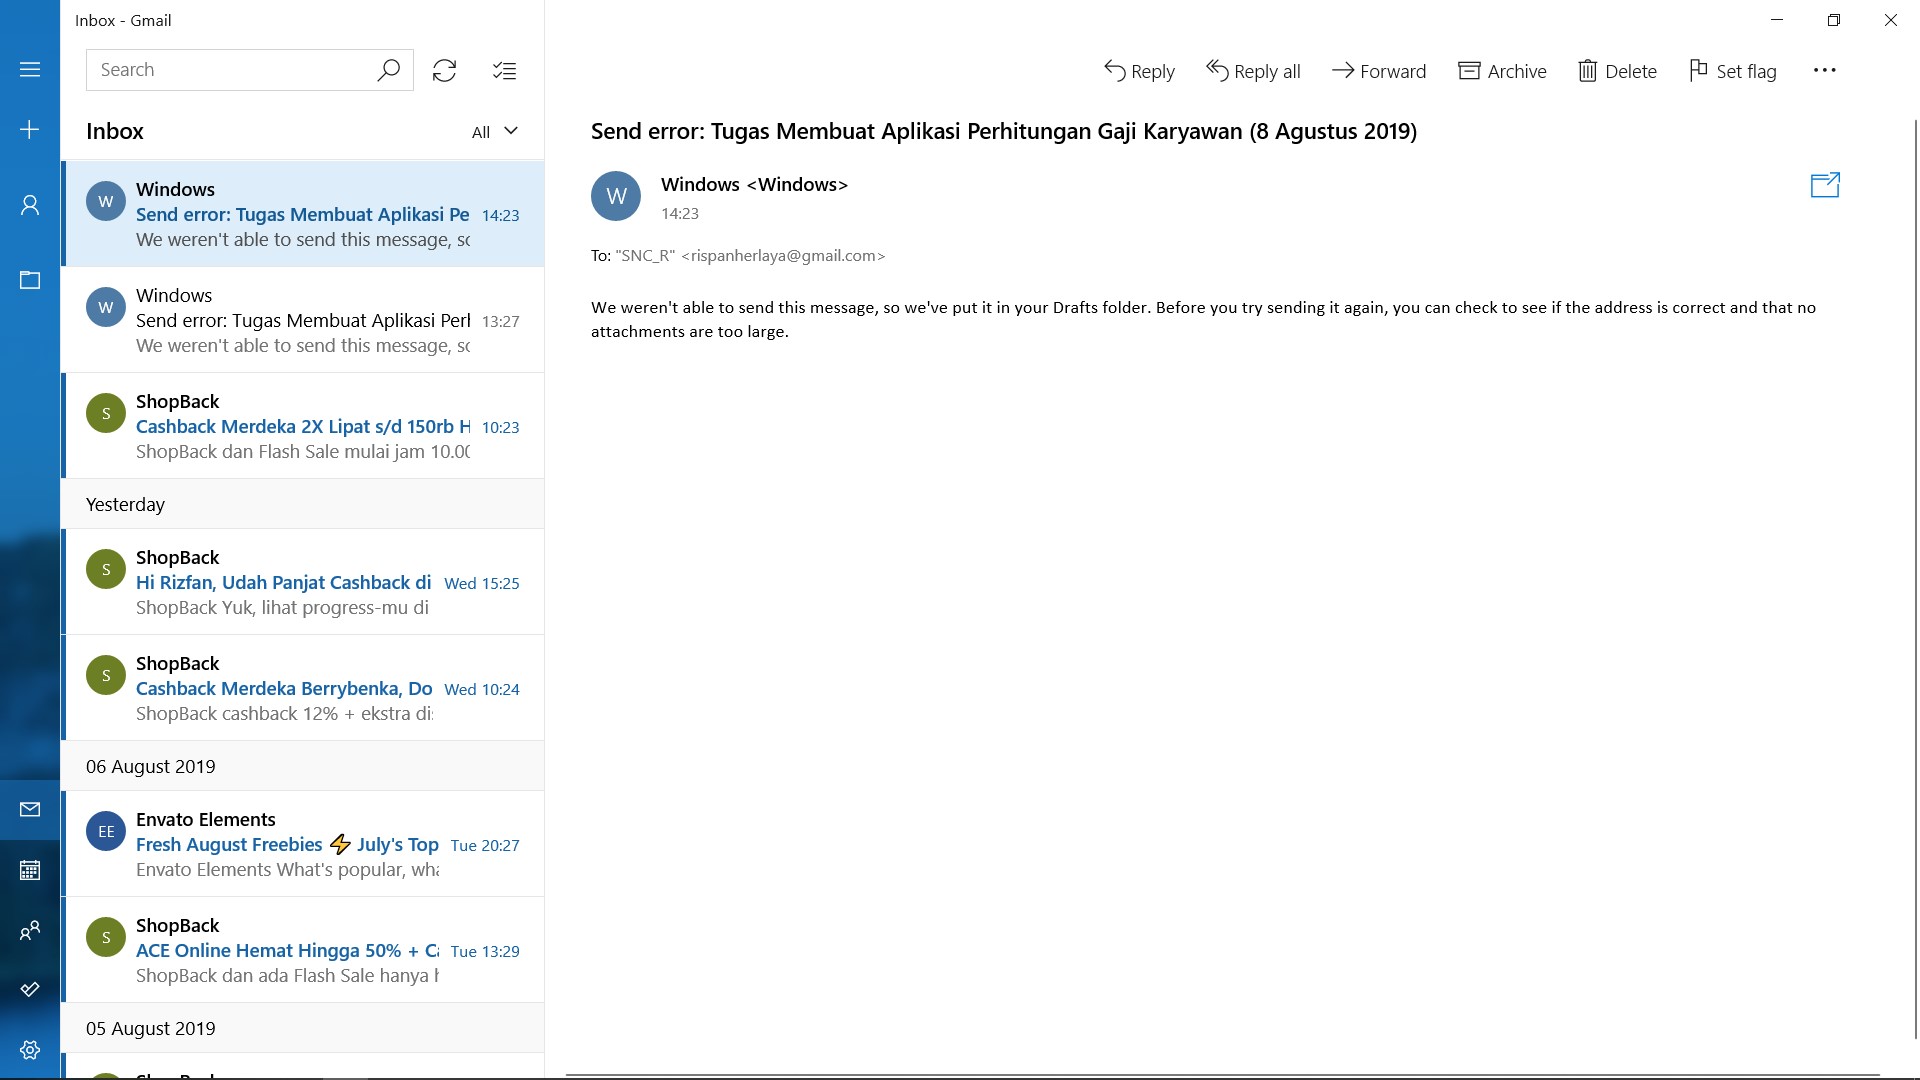 Inbox - Gmail
Search
Reply
Reply all
Forward
Archive
Delete
Set flag
Inbox
All
W
Windows
Send error: Tugas Membuat Aplikasi Pe
14:23
We weren't able to send this message, so
W
Windows
Send error: Tugas Membuat Aplikasi Perl
13:27
We weren't able to send this message, so
S
ShopBack
Cashback Merdeka 2X Lipat s/d 150rb H
10:23
ShopBack dan Flash Sale mulai jam 10.00
Yesterday
S
ShopBack
Hi Rizfan, Udah Panjat Cashback di
Wed 15:25
ShopBack Yuk, lihat progress-mu di
S
ShopBack
Cashback Merdeka Berrybenka, Do
Wed 10:24
ShopBack cashback 12% + ekstra di
06 August 2019
EE
Envato Elements
Fresh August Freebies ⚡ July's Top
Tue 20:27
Envato Elements What's popular, wha
S
ShopBack
ACE Online Hemat Hingga 50% + Ca
Tue 13:29
ShopBack dan ada Flash Sale hanya
05 August 2019
Send error: Tugas Membuat Aplikasi Perhitungan Gaji Karyawan (8 Agustus 2019)
W
Windows <Windows>
14:23
To: "SNC_R" <rispanherlaya@gmail.com>
We weren't able to send this message, so we've put it in your Drafts folder. Before you try sending it again, you can check to see if the address is correct and that no
attachments are too large.